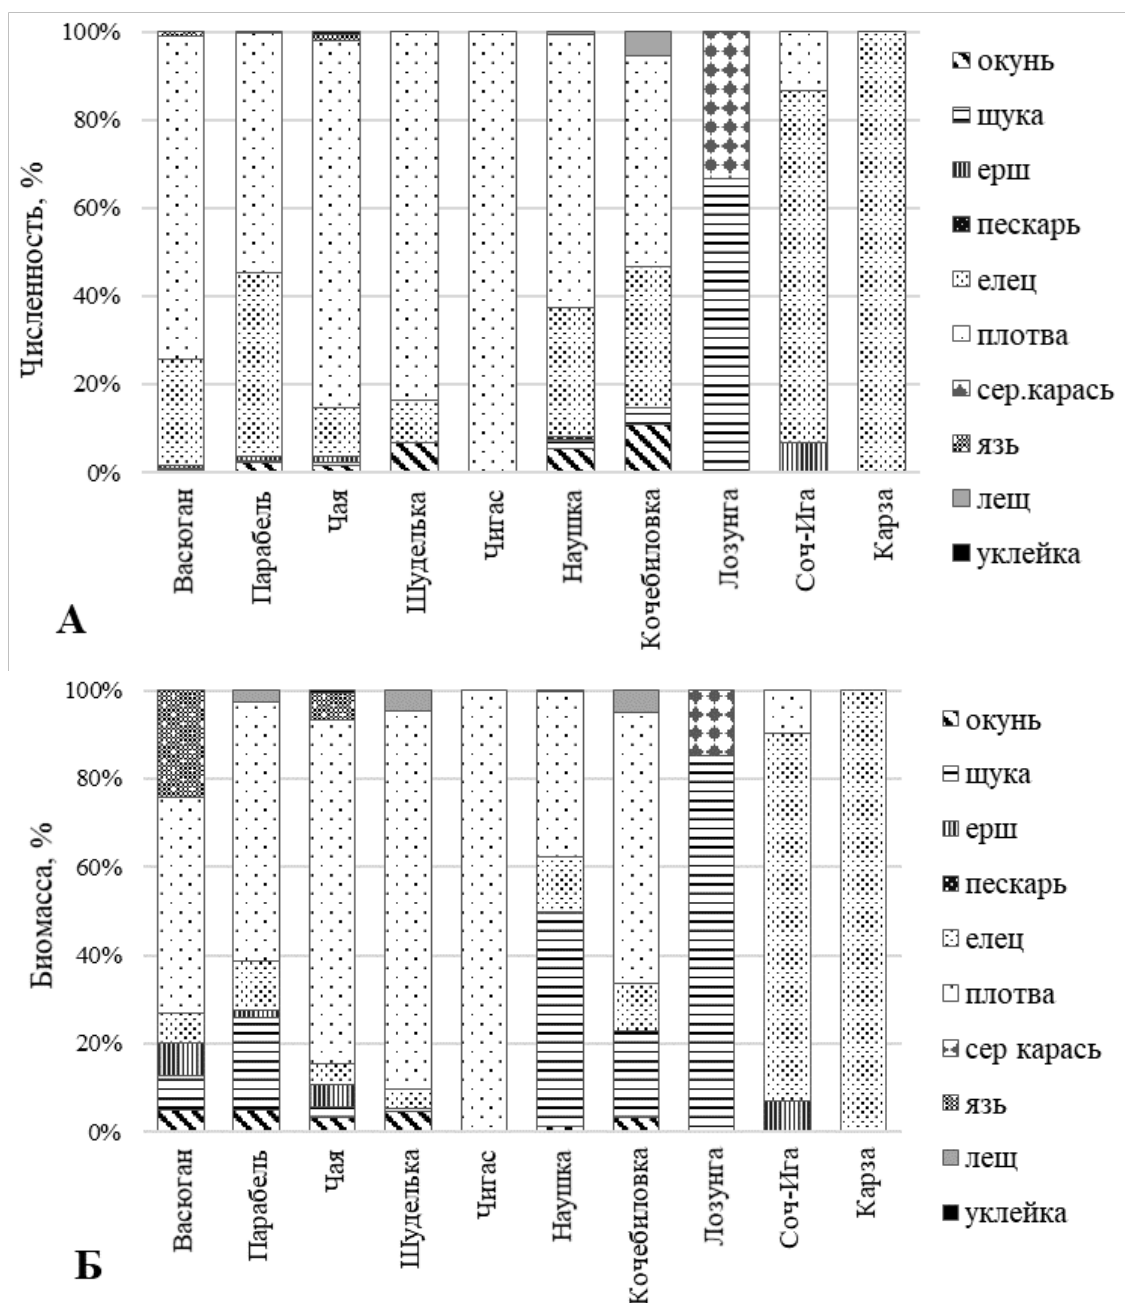 100%
80%
60%
40%
20%
0%
Численность, %
Васюган
Парабель
Чая
Шуделька
Чигас
Наушка
Кочебиловка
Лозунга
Соч-Ига
Карза
окунь
щука
ерш
пескарь
елец
плотва
сер.карась
язь
лещ
уклейка
А
100%
80%
60%
40%
20%
0%
Биомасса, %
Васюган
Парабель
Чая
Шуделька
Чигас
Наушка
Кочебиловка
Лозунга
Соч-Ига
Карза
окунь
щука
ерш
пескарь
елец
плотва
сер карась
язь
лещ
уклейка
Б